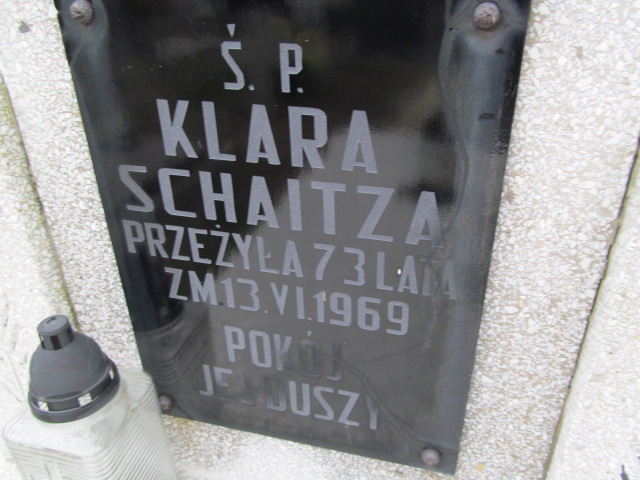 Ś. P.
KLARA
SCHAITZA
PRZEŻYŁA 73 LATA
ZM.13.VI.1969
POKÓJ
JEJ DUSZY